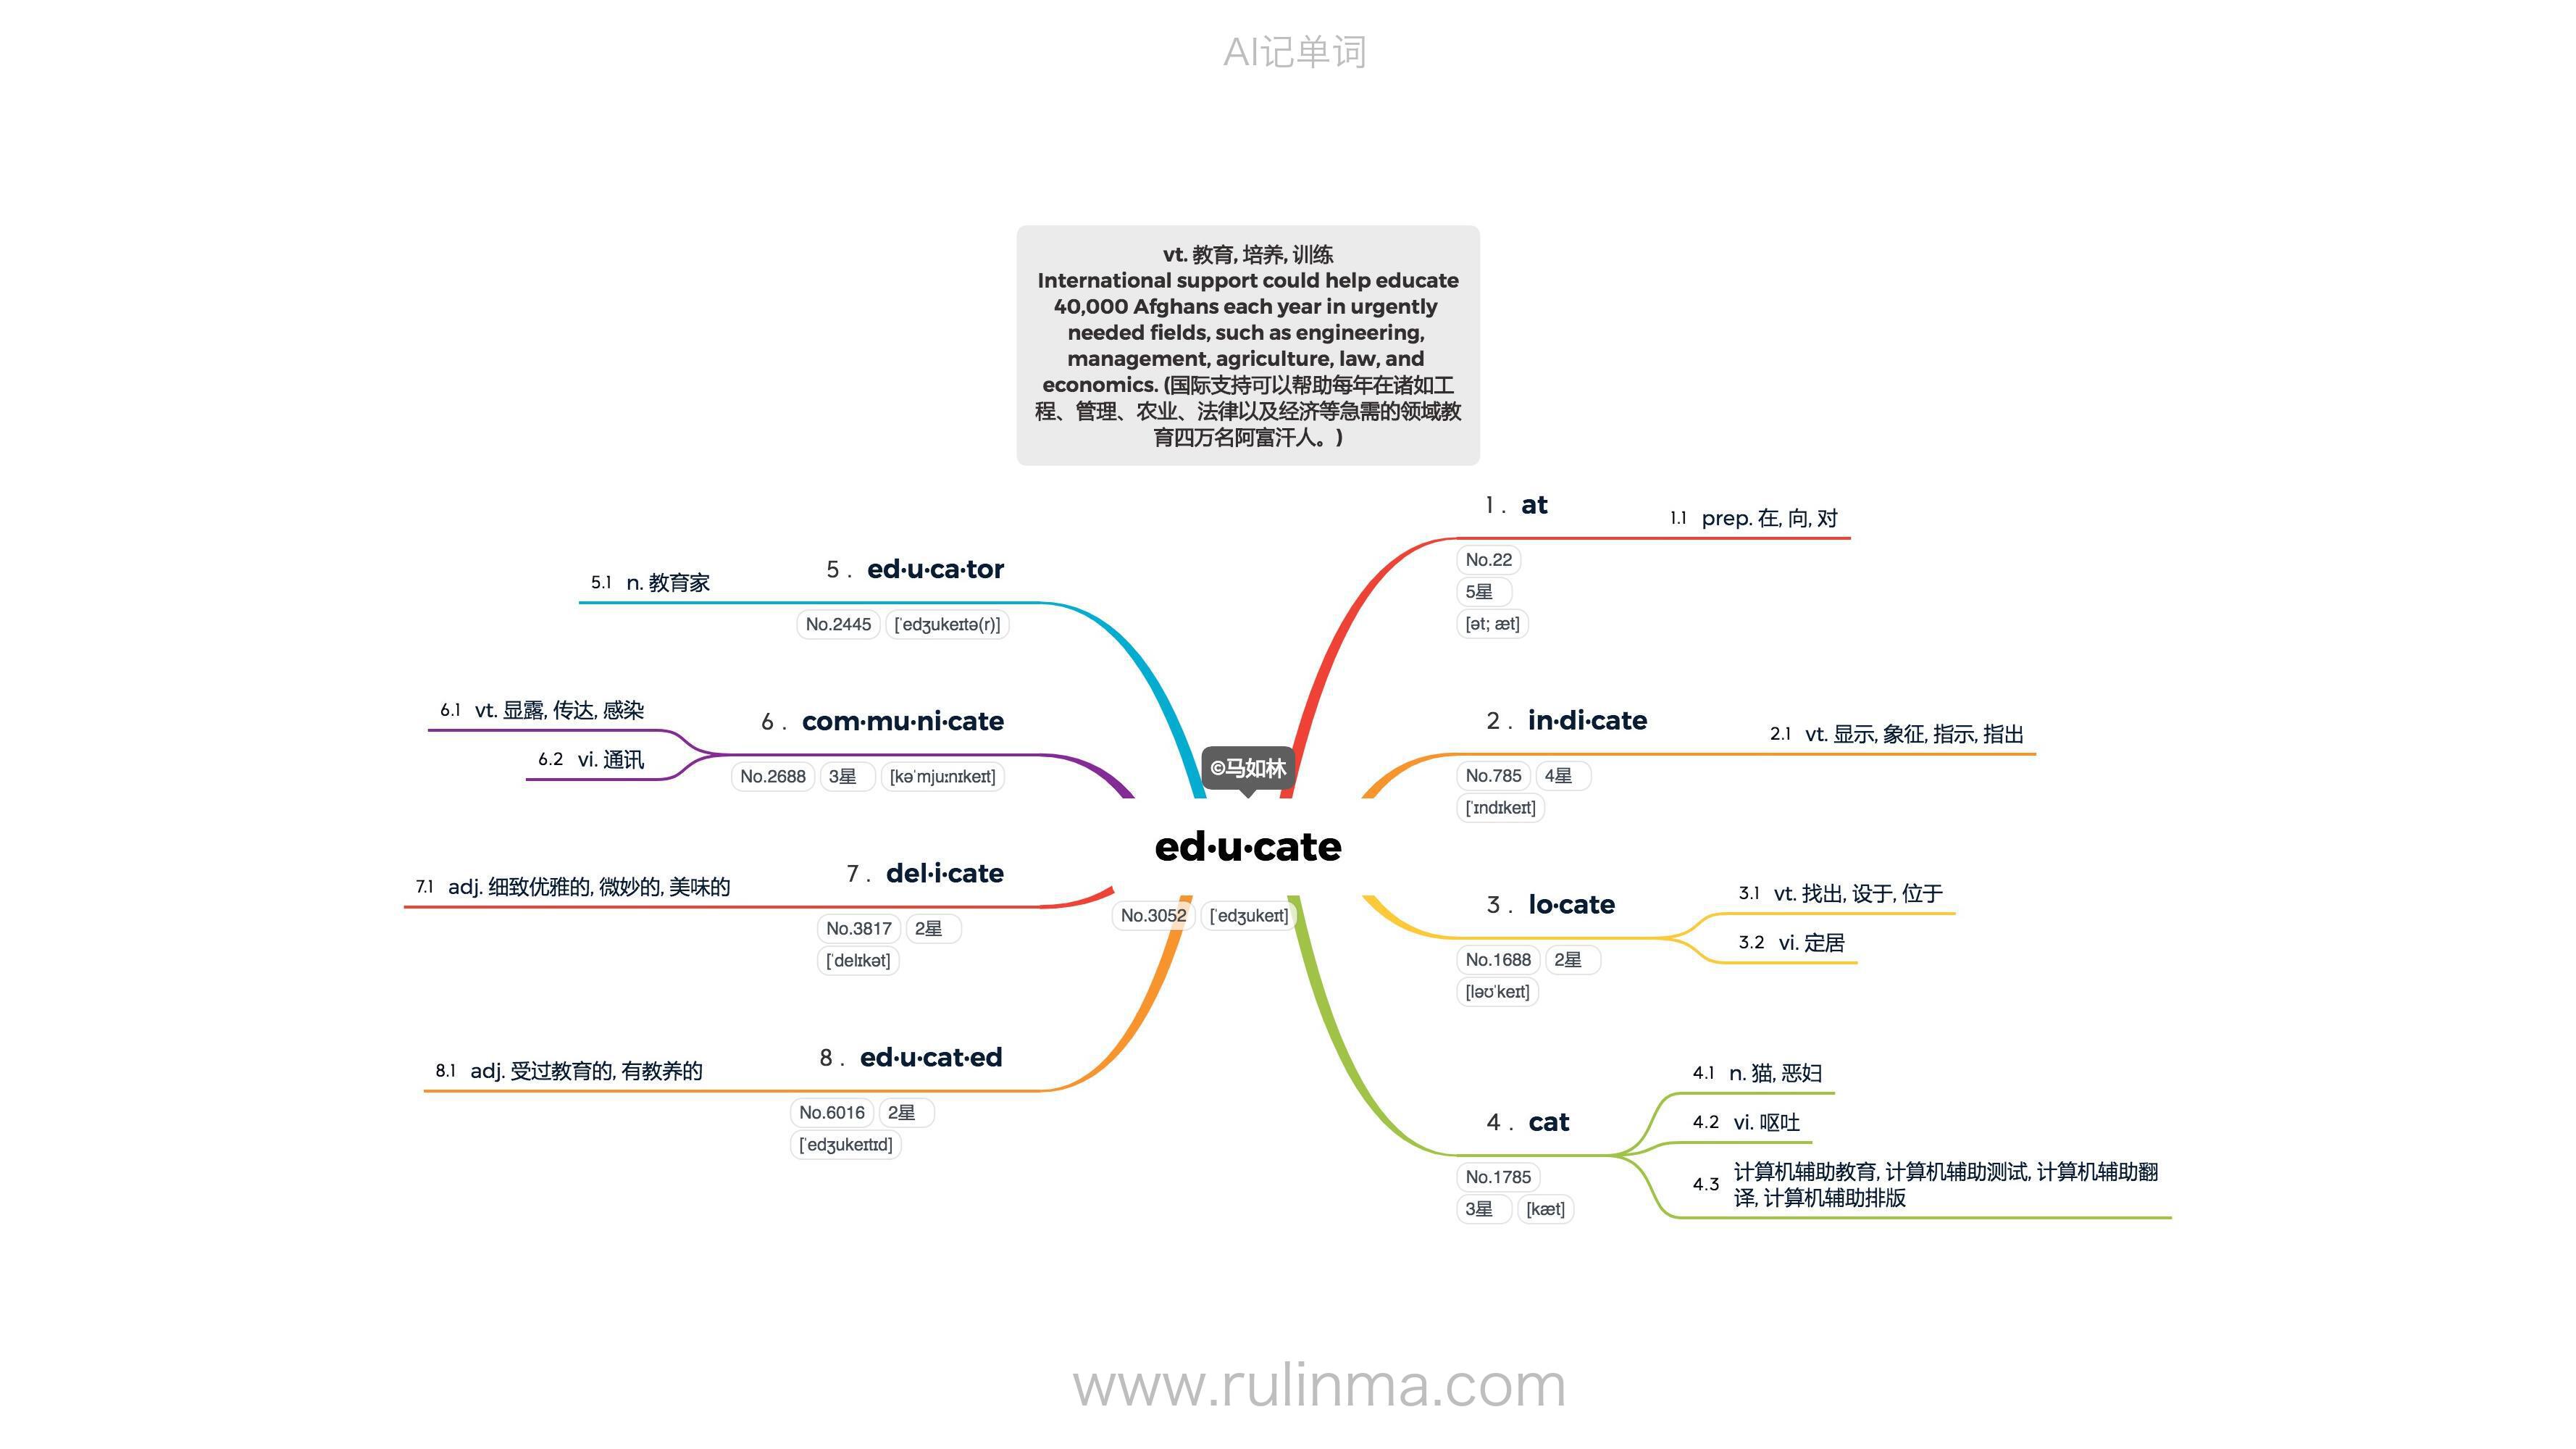 AI记单词
vt. 教育, 培养, 训练
International support could help educate
40,000 Afghans each year in urgently
needed fields, such as engineering,
management, agriculture, law, and
economics. (国际支持可以帮助每年在诸如工
程、管理、农业、法律以及经济等急需的领域教
育四万名阿富汗人。)
©马如林
ed·u·cate
No.3052 [ˈedʒukeɪt]
1 . at
1.1 prep. 在, 向, 对
No.22
5星
[ət; æt]
2 . in·di·cate
2.1 vt. 显示, 象征, 指示, 指出
No.785 4星
[ˈɪndɪkeɪt]
3 . lo·cate
3.1 vt. 找出, 设于, 位于
3.2 vi. 定居
No.1688 2星
[ləʊˈkeɪt]
4 . cat
4.1 n. 猫, 恶妇
4.2 vi. 呕吐
4.3 计算机辅助教育, 计算机辅助测试, 计算机辅助翻
译, 计算机辅助排版
No.1785
3星 [kæt]
5 . ed·u·ca·tor
5.1 n. 教育家
No.2445 [ˈedʒukeɪtə(r)]
6 . com·mu·ni·cate
6.1 vt. 显露, 传达, 感染
6.2 vi. 通讯
No.2688 3星 [kəˈmjuːnɪkeɪt]
7 . del·i·cate
7.1 adj. 细致优雅的, 微妙的, 美味的
No.3817 2星
[ˈdelɪkət]
8 . ed·u·cat·ed
8.1 adj. 受过教育的, 有教养的
No.6016 2星
[ˈedʒukeɪtɪd]
www.rulinma.com